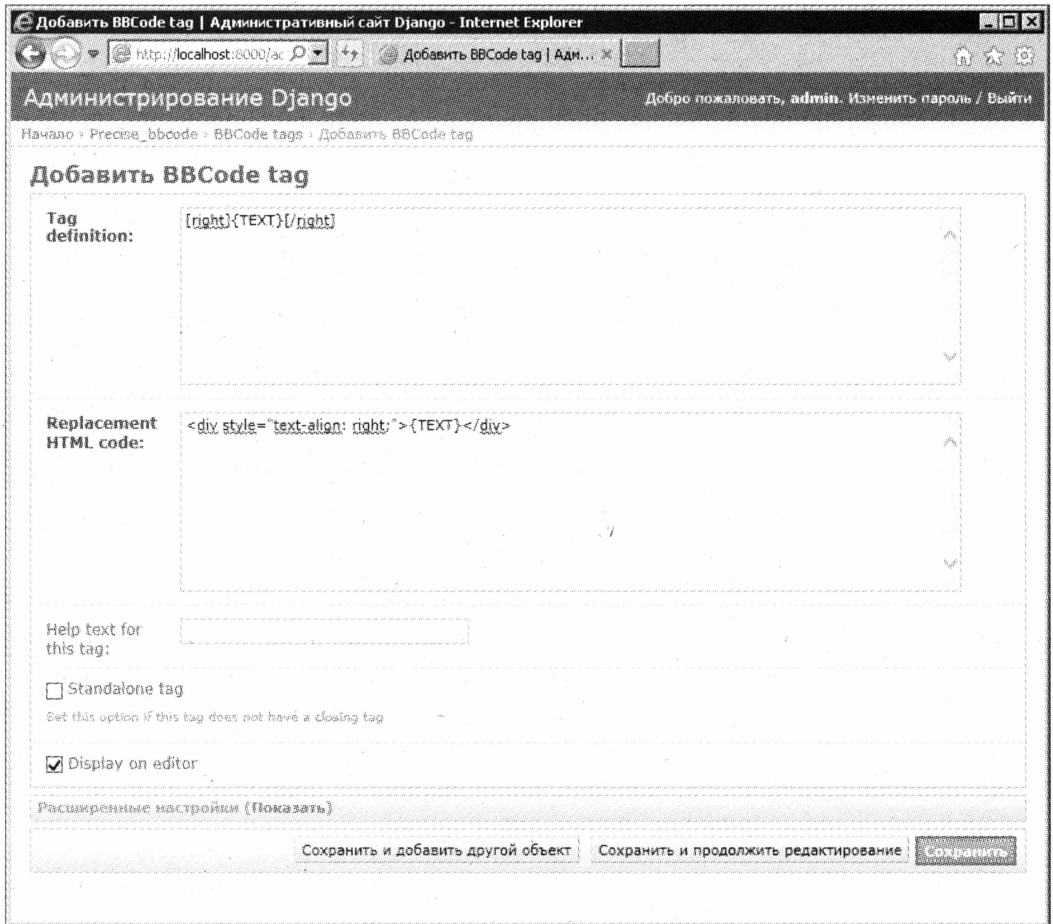 Добавить BBCode tag | Административный сайт Django - Internet Explorer
http://localhost:8000/ac
Добавить BBCode tag | Адм...
Администрирование Django
Добро пожаловать, admin. Изменить пароль / Выйти
Начало › Precise_bbcode › BBCode tags › Добавить BBCode tag
Добавить BBCode tag
Tag
definition:
[right]{TEXT}[/right]
Replacement
HTML code:
<div style="text-align: right;">{TEXT}</div>
Help text for
this tag:
Standalone tag
Set this option if this tag does not have a closing tag
Display on editor
Расширенные настройки (Показать)
Сохранить и добавить другой объект
Сохранить и продолжить редактирование
Сохранить